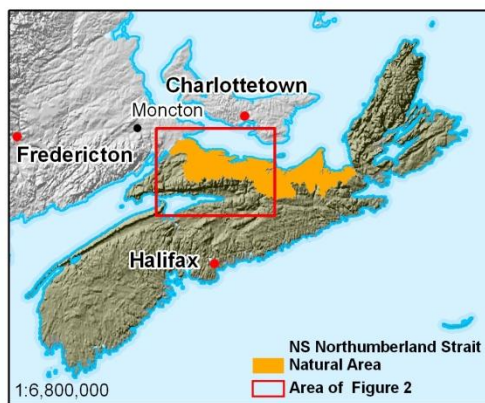 Charlottetown
Moncton
Fredericton
Halifax
NS Northumberland Strait
Natural Area
Area of Figure 2
1:6,800,000